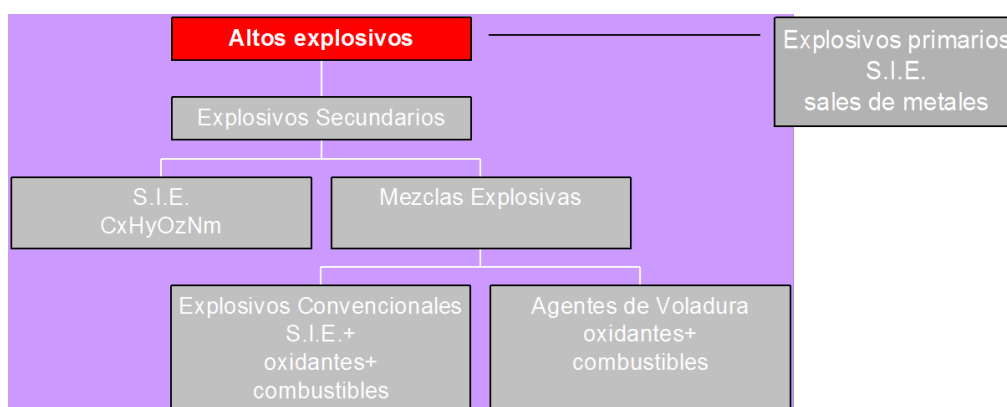 Altos explosivos
Explosivos primarios
S.I.E.
sales de metales
Explosivos Secundarios
S.I.E.
CxHyOzNm
Mezclas Explosivas
Explosivos Convencionales
S.I.E.+
oxidantes+
combustibles
Agentes de Voladura
oxidantes+
combustibles